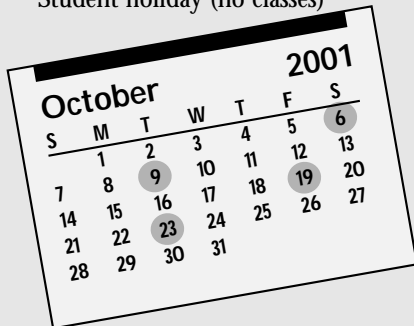 Student holiday (no classes)
2001
October
S M T W T F S
1 2 3 4 5 6
7 8 9 10 11 12 13
14 15 16 17 18 19 20
21 22 23 24 25 26 27
28 29 30 31